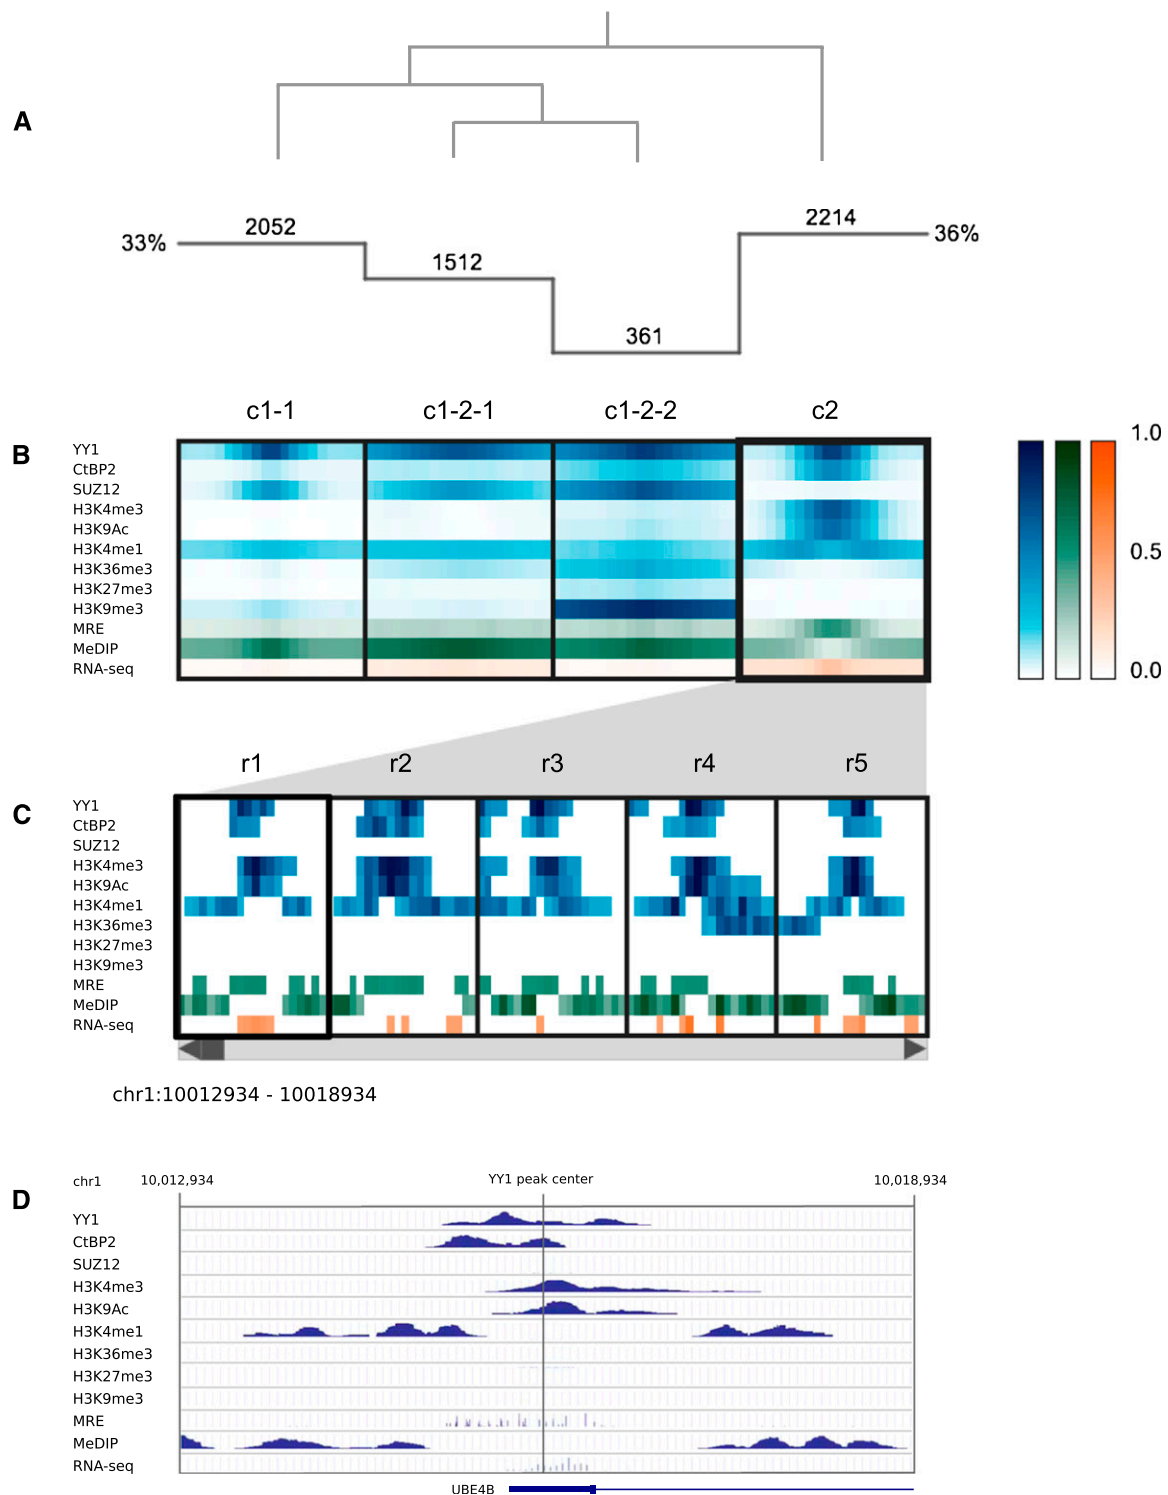 A
2052
2214
33%
36%
1512
361
c1-1 c1-2-1 c1-2-2 c2
B
YY1
CtBP2
SUZ12
H3K4me3
H3K9Ac
H3K4me1
H3K36me3
H3K27me3
H3K9me3
MRE
MeDIP
RNA-seq
1.0
0.5
0.0
r1 r2 r3 r4 r5
C
YY1
CtBP2
SUZ12
H3K4me3
H3K9Ac
H3K4me1
H3K36me3
H3K27me3
H3K9me3
MRE
MeDIP
RNA-seq
chr1:10012934 - 10018934
D
chr1 10,012,934 YY1 peak center 10,018,934
YY1
CtBP2
SUZ12
H3K4me3
H3K9Ac
H3K4me1
H3K36me3
H3K27me3
H3K9me3
MRE
MeDIP
RNA-seq
UBE4B